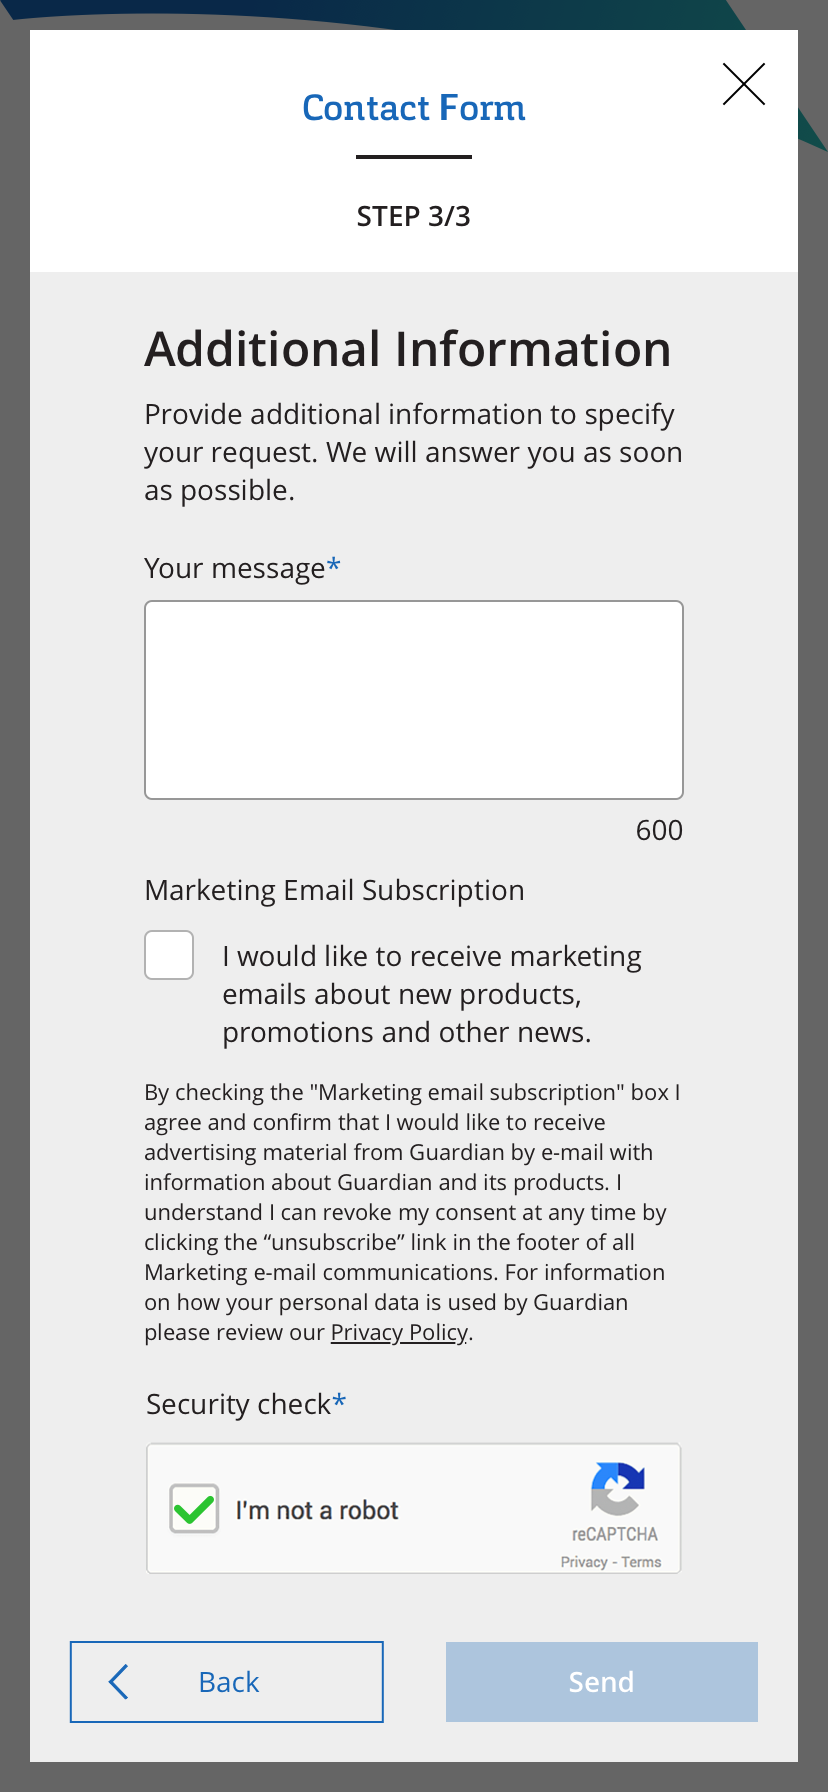 Contact Form
STEP 3/3
Additional Information
Provide additional information to specify
your request. We will answer you as soon
as possible.
Your message*
600
Marketing Email Subscription
I would like to receive marketing
emails about new products,
promotions and other news.
By checking the "Marketing email subscription" box I
agree and confirm that I would like to receive
advertising material from Guardian by e-mail with
information about Guardian and its products. I
understand I can revoke my consent at any time by
clicking the “unsubscribe” link in the footer of all
Marketing e-mail communications. For information
on how your personal data is used by Guardian
please review our Privacy Policy.
Security check*
I'm not a robot
reCAPTCHA
Privacy - Terms
Back
Send